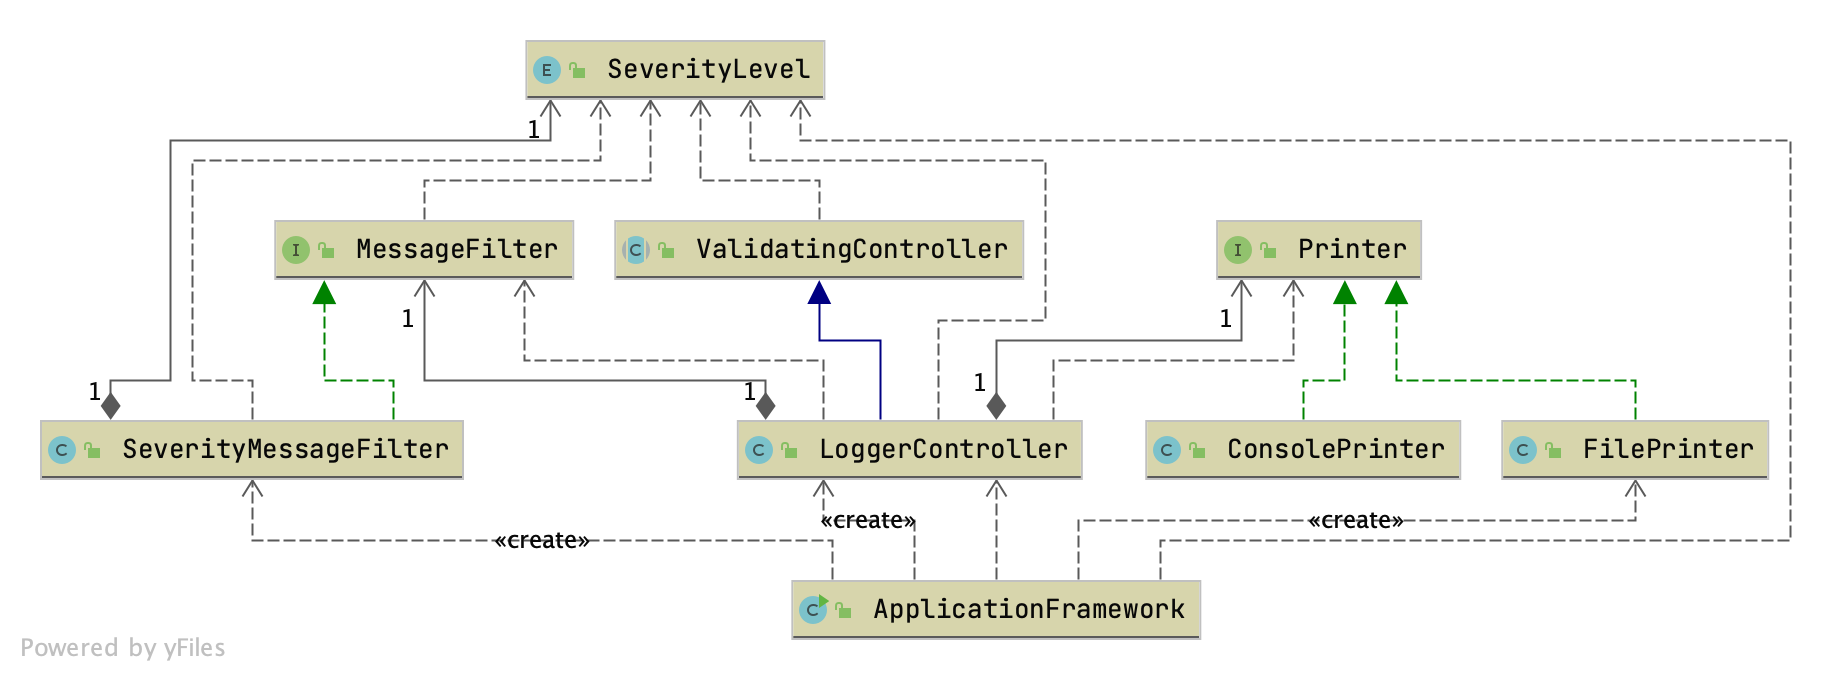 E SeverityLevel
1
I MessageFilter
C ValidatingController
I Printer
1
1
1
1
1
C SeverityMessageFilter
C LoggerController
C ConsolePrinter
C FilePrinter
«create»
«create»
«create»
C ApplicationFramework
Powered by yFiles